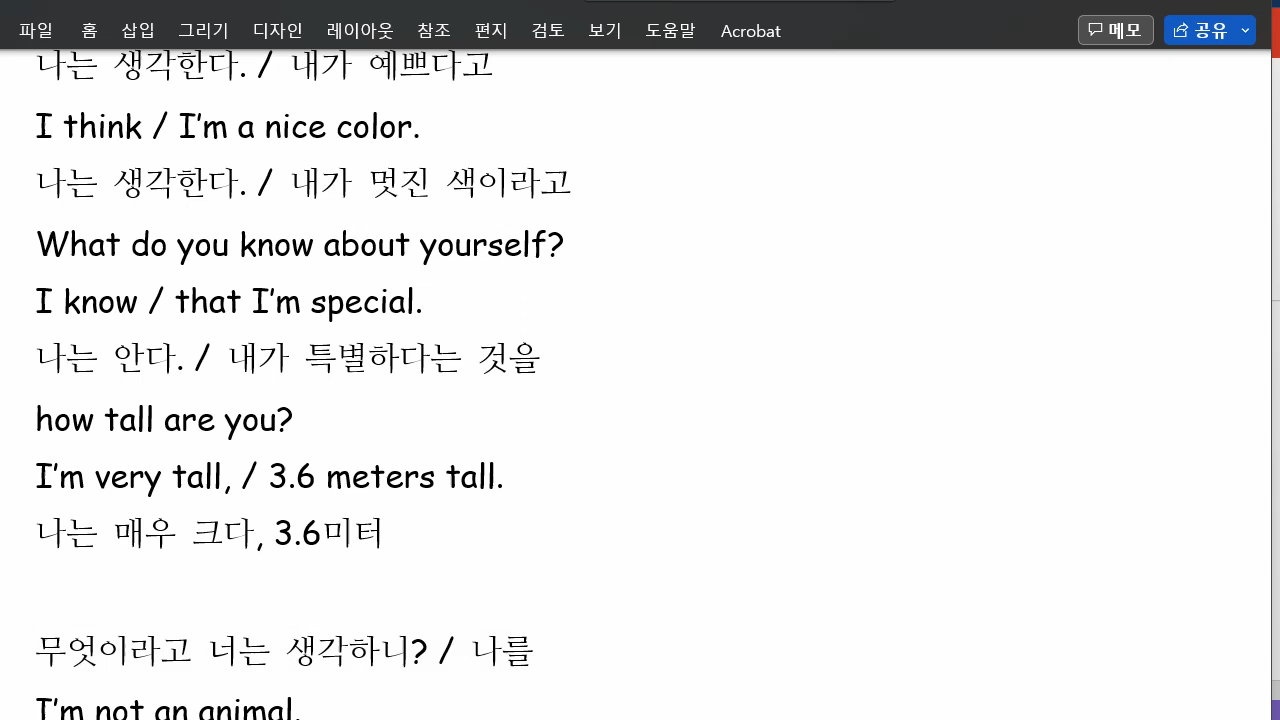 파일 홈 삽입 그리기 디자인 레이아웃 참조 편지 검토 보기 도움말 Acrobat 메모 공유
나는 생각한다. / 내가 예쁘다고
I think / I'm a nice color.
나는 생각한다. / 내가 멋진 색이라고
What do you know about yourself?
I know / that I'm special.
나는 안다. / 내가 특별하다는 것을
how tall are you?
I'm very tall, / 3.6 meters tall.
나는 매우 크다, 3.6미터
무엇이라고 너는 생각하니? / 나를
I'm not an animal.